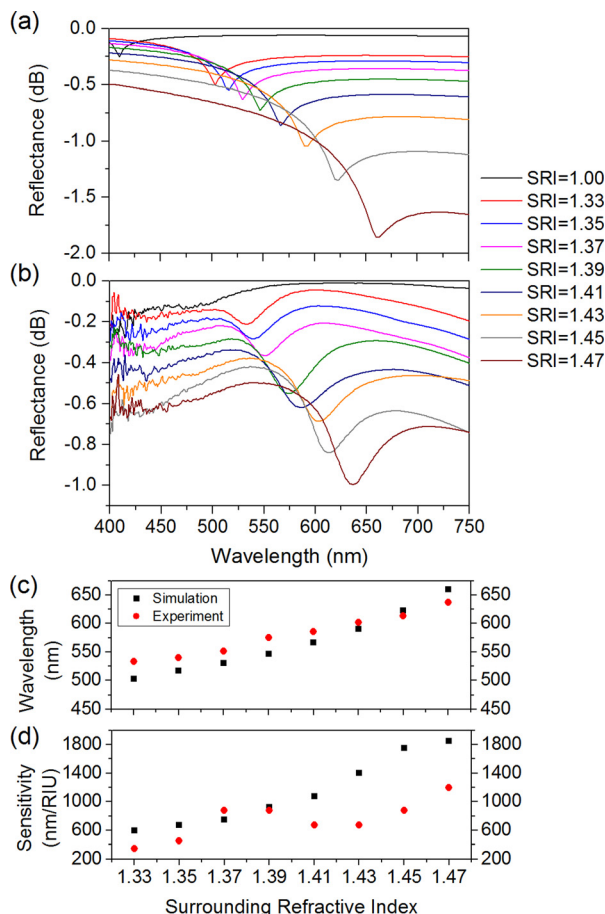 (a)
0.0
-0.5
-1.0
-1.5
-2.0
Reflectance (dB)
SRI=1.00
SRI=1.33
SRI=1.35
SRI=1.37
SRI=1.39
SRI=1.41
SRI=1.43
SRI=1.45
SRI=1.47
(b)
0.0
-0.2
-0.4
-0.6
-0.8
-1.0
Reflectance (dB)
400 450 500 550 600 650 700 750
Wavelength (nm)
(c)
650
600
550
500
450
Wavelength
(nm)
Simulation
Experiment
650
600
550
500
450
(d)
1800
1400
1000
600
200
Sensitivity
(nm/RIU)
1800
1400
1000
600
200
1.33 1.35 1.37 1.39 1.41 1.43 1.45 1.47
Surrounding Refractive Index